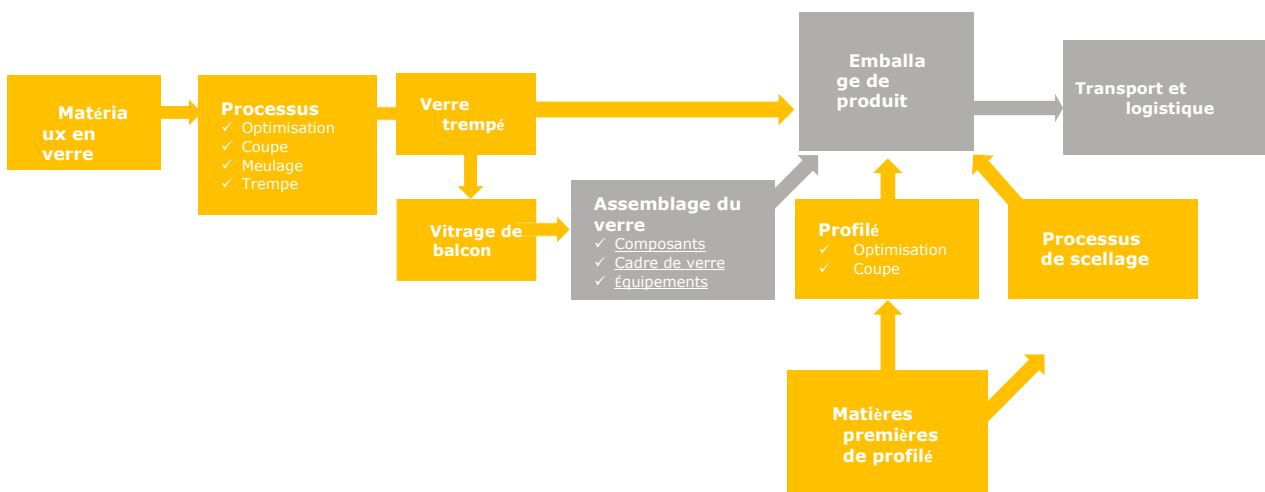 Matéria
ux en
verre
Processus
✓ Optimisation
✓ Coupe
✓ Meulage
✓ Trempe
Verre
trempé
Vitrage de
balcon
Assemblage du
verre
✓ Composants
✓ Cadre de verre
✓ Équipements
Emballa
ge de
produit
Transport et
logistique
Profilé
✓ Optimisation
✓ Coupe
Processus
de scellage
Matières
premières
de profilé